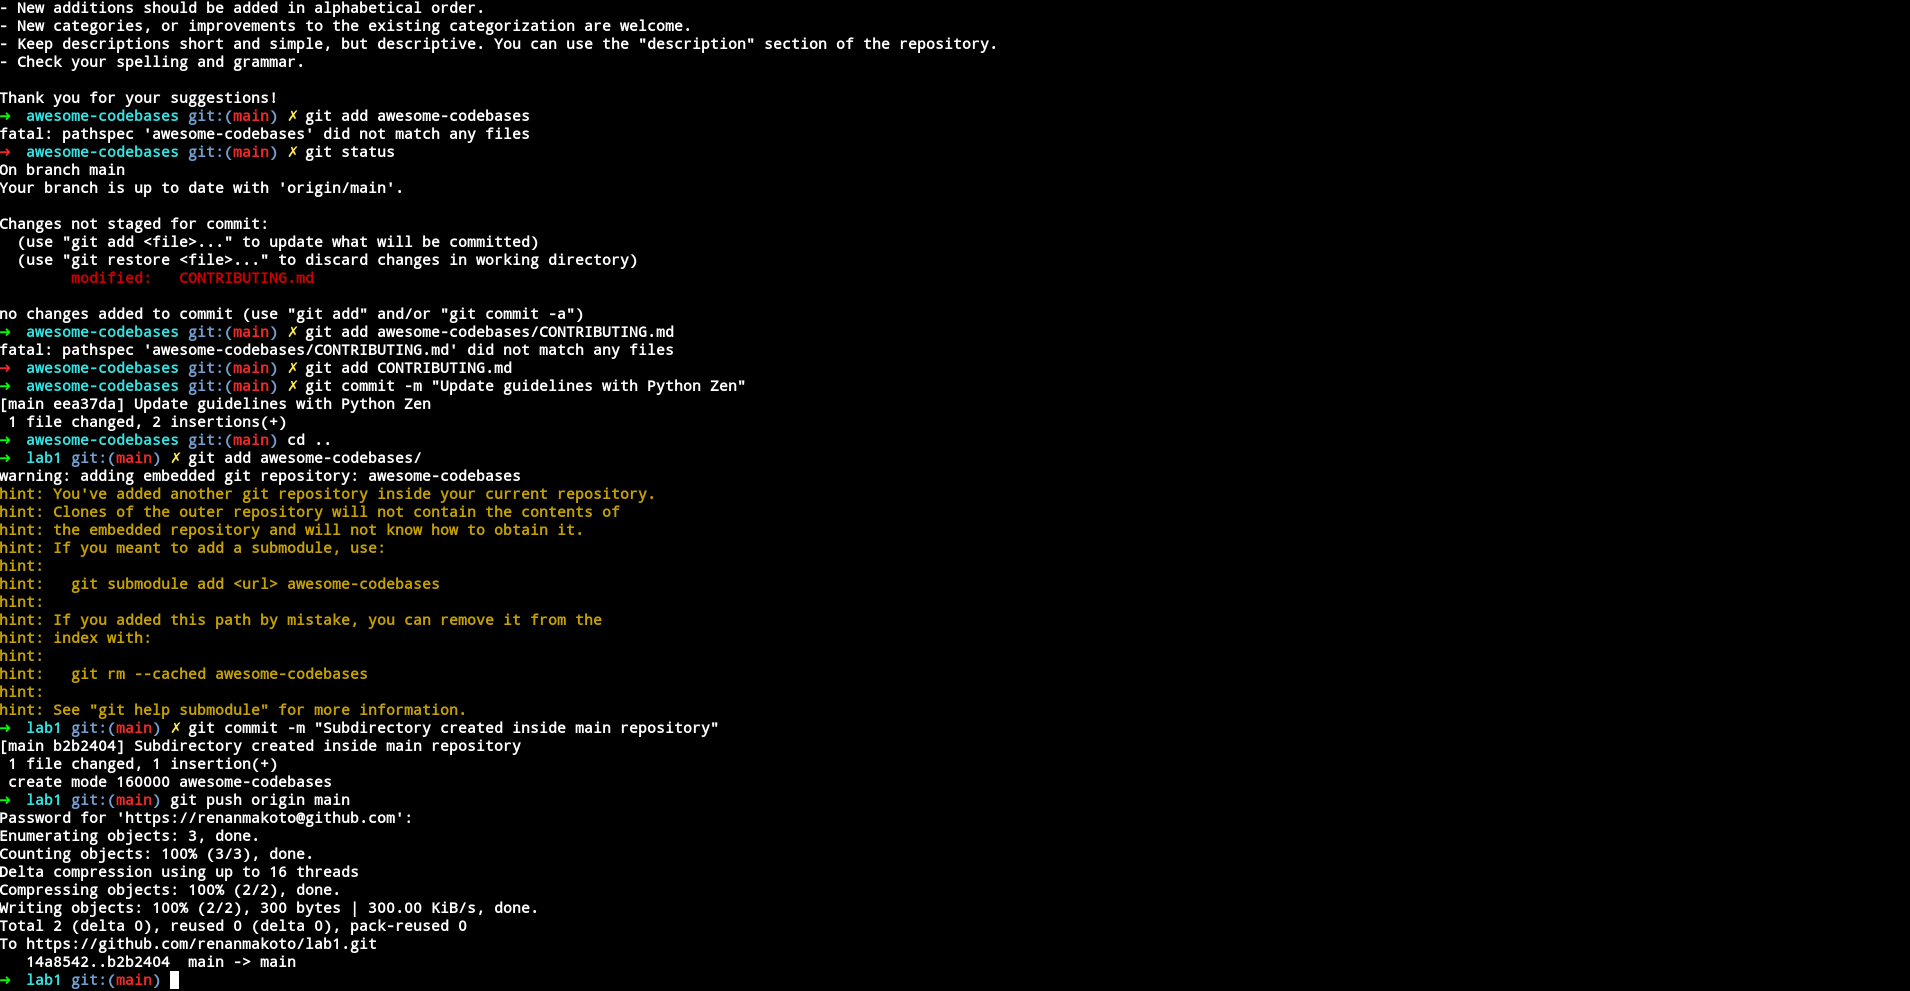 - New additions should be added in alphabetical order.
- New categories, or improvements to the existing categorization are welcome.
- Keep descriptions short and simple, but descriptive. You can use the "description" section of the repository.
- Check your spelling and grammar.
Thank you for your suggestions!
→ awesome-codebases git:(main) ✗ git add awesome-codebases
fatal: pathspec 'awesome-codebases' did not match any files
→ awesome-codebases git:(main) ✗ git status
On branch main
Your branch is up to date with 'origin/main'.
Changes not staged for commit:
  (use "git add <file>..." to update what will be committed)
  (use "git restore <file>..." to discard changes in working directory)
        modified:   CONTRIBUTING.md
no changes added to commit (use "git add" and/or "git commit -a")
→ awesome-codebases git:(main) ✗ git add awesome-codebases/CONTRIBUTING.md
fatal: pathspec 'awesome-codebases/CONTRIBUTING.md' did not match any files
→ awesome-codebases git:(main) ✗ git add CONTRIBUTING.md
→ awesome-codebases git:(main) ✗ git commit -m "Update guidelines with Python Zen"
[main eea37da] Update guidelines with Python Zen
 1 file changed, 2 insertions(+)
→ awesome-codebases git:(main) cd ..
→ lab1 git:(main) ✗ git add awesome-codebases/
warning: adding embedded git repository: awesome-codebases
hint: You've added another git repository inside your current repository.
hint: Clones of the outer repository will not contain the contents of
hint: the embedded repository and will not know how to obtain it.
hint: If you meant to add a submodule, use:
hint:
hint:   git submodule add <url> awesome-codebases
hint:
hint: If you added this path by mistake, you can remove it from the
hint: index with:
hint:
hint:   git rm --cached awesome-codebases
hint:
hint: See "git help submodule" for more information.
→ lab1 git:(main) ✗ git commit -m "Subdirectory created inside main repository"
[main b2b2404] Subdirectory created inside main repository
 1 file changed, 1 insertion(+)
 create mode 160000 awesome-codebases
→ lab1 git:(main) git push origin main
Password for 'https://renanmakoto@github.com':
Enumerating objects: 3, done.
Counting objects: 100% (3/3), done.
Delta compression using up to 16 threads
Compressing objects: 100% (2/2), done.
Writing objects: 100% (2/2), 300 bytes | 300.00 KiB/s, done.
Total 2 (delta 0), reused 0 (delta 0), pack-reused 0
To https://github.com/renanmakoto/lab1.git
   14a8542..b2b2404  main -> main
→ lab1 git:(main)